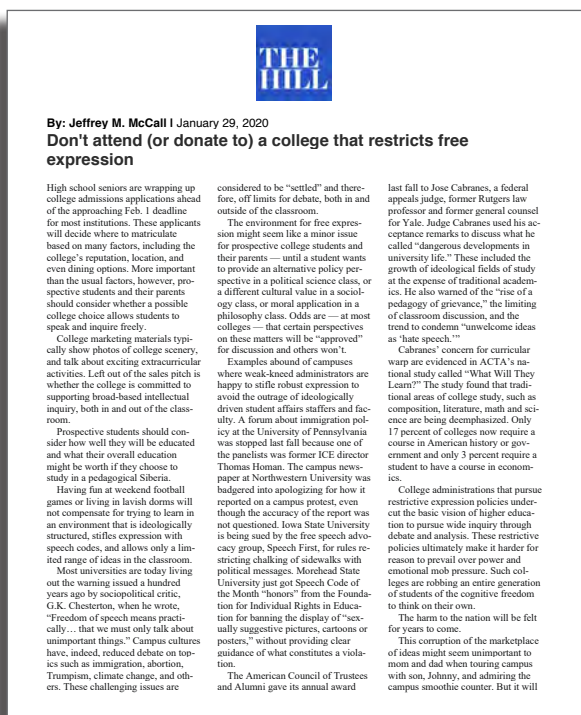 THE
HILL
By: Jeffrey M. McCall I January 29, 2020
Don't attend (or donate to) a college that restricts free
expression
High school seniors are wrapping up
college admissions applications ahead
of the approaching Feb. 1 deadline
for most institutions. These applicants
will decide where to matriculate
based on many factors, including the
college's reputation, location, and
even dining options. More important
than the usual factors, however, pro-
spective students and their parents
should consider whether a possible
college choice allows students to
speak and inquire freely.
College marketing materials typi-
cally show photos of college scenery,
and talk about exciting extracurricular
activities. Left out of the sales pitch is
whether the college is committed to
supporting broad-based intellectual
inquiry, both in and out of the class-
room.
Prospective students should con-
sider how well they will be educated
and what their overall education
might be worth if they choose to
study in a pedagogical Siberia.
Having fun at weekend football
games or living in lavish dorms will
not compensate for trying to learn in
an environment that is ideologically
structured, stifles expression with
speech codes, and allows only a lim-
ited range of ideas in the classroom.
Most universities are today living
out the warning issued a hundred
years ago by sociopolitical critic,
G.K. Chesterton, when he wrote,
"Freedom of speech means practi-
cally… that we must only talk about
unimportant things." Campus cultures
have, indeed, reduced debate on top-
ics such as immigration, abortion,
Trumpism, climate change, and oth-
ers. These challenging issues are
considered to be "settled" and there-
fore, off limits for debate, both in and
outside of the classroom.
The environment for free expres-
sion might seem like a minor issue
for prospective college students and
their parents — until a student wants
to provide an alternative policy per-
spective in a political science class, or
a different cultural value in a sociol-
ogy class, or moral application in a
philosophy class. Odds are — at most
colleges — that certain perspectives
on these matters will be "approved"
for discussion and others won't.
Examples abound of campuses
where weak-kneed administrators are
happy to stifle robust expression to
avoid the outrage of ideologically
driven student affairs staffers and fac-
ulty. A forum about immigration pol-
icy at the University of Pennsylvania
was stopped last fall because one of
the panelists was former ICE director
Thomas Homan. The campus news-
paper at Northwestern University was
badgered into apologizing for how it
reported on a campus protest, even
though the accuracy of the report was
not questioned. Iowa State University
is being sued by the free speech advo-
cacy group, Speech First, for rules re-
stricting chalking of sidewalks with
political messages. Morehead State
University just got Speech Code of
the Month "honors" from the Founda-
tion for Individual Rights in Educa-
tion for banning the display of "sex-
ually suggestive pictures, cartoons or
posters," without providing clear
guidance of what constitutes a viola-
tion.
The American Council of Trustees
and Alumni gave its annual award
last fall to Jose Cabranes, a federal
appeals judge, former Rutgers law
professor and former general counsel
for Yale. Judge Cabranes used his ac-
ceptance remarks to discuss what he
called "dangerous developments in
university life." These included the
growth of ideological fields of study
at the expense of traditional academ-
ics. He also warned of the "rise of a
pedagogy of grievance," the limiting
of classroom discussion, and the
trend to condemn "unwelcome ideas
as 'hate speech.'"
Cabranes' concern for curricular
warp are evidenced in ACTA's na-
tional study called "What Will They
Learn?" The study found that tradi-
tional areas of college study, such as
composition, literature, math and sci-
ence are being deemphasized. Only
17 percent of colleges now require a
course in American history or gov-
ernment and only 3 percent require a
student to have a course in econom-
ics.
College administrations that pursue
restrictive expression policies under-
cut the basic vision of higher educa-
tion to pursue wide inquiry through
debate and analysis. These restrictive
policies ultimately make it harder for
reason to prevail over power and
emotional mob pressure. Such col-
leges are robbing an entire generation
of students of the cognitive freedom
to think on their own.
The harm to the nation will be felt
for years to come.
This corruption of the marketplace
of ideas might seem unimportant to
mom and dad when touring campus
with son, Johnny, and admiring the
campus smoothie counter. But it will